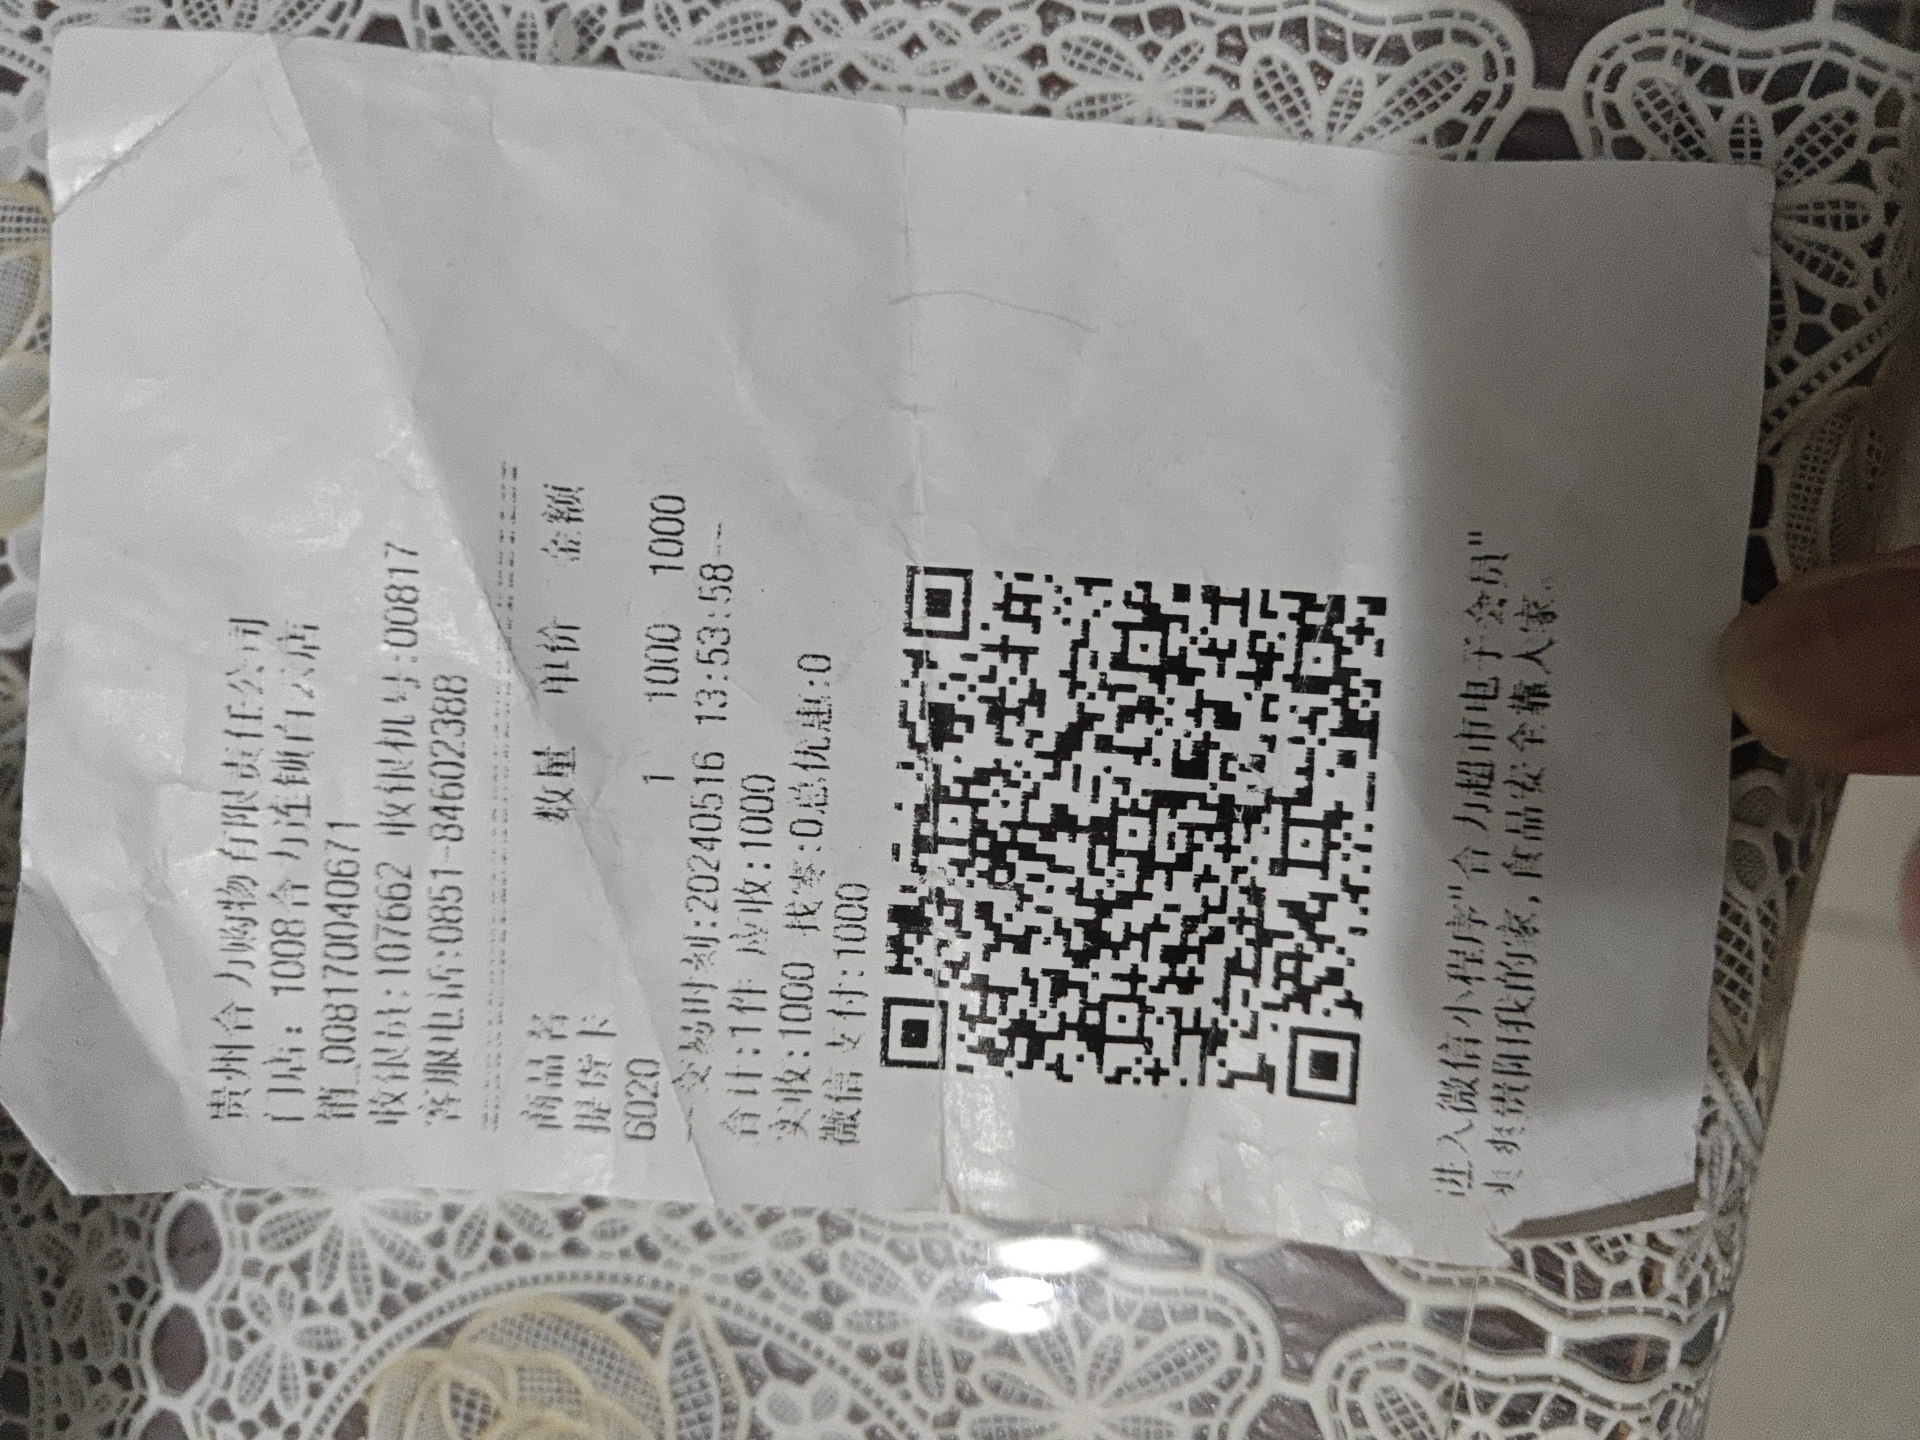 贵州合力购物有限责任公司
门店：1008合力连锁白云店
销 008170040671
收银员:107662 收银机号:00817
客服电话:0851-84602388
商品名 数量 单价 金额
提货卡
6020 1 1000 1000
交易时刻:20240516 13:53:58
合计:1件 应收:1000
实收:1000 找零:0总优惠:0
微信支付:1000
进入微信小程序"合力超市电子会员"
爽爽贵阳我的家,食品安全靠大家。